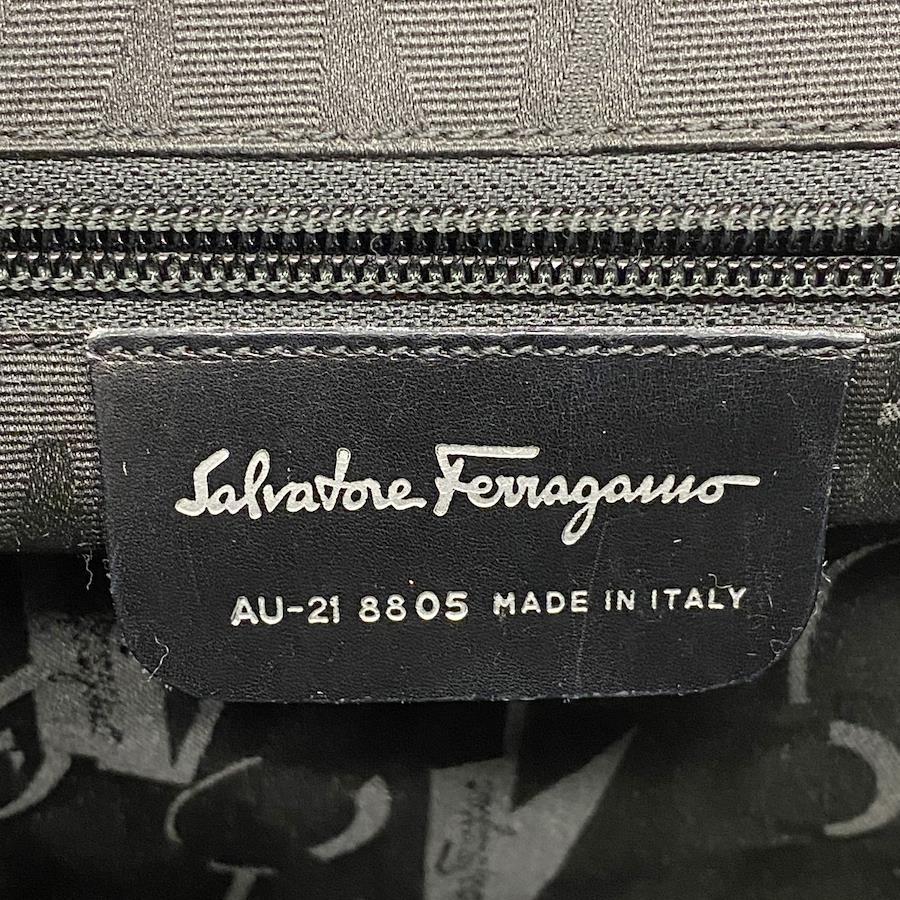 Salvatore Ferragamo
AU-21 8805 MADE IN ITALY